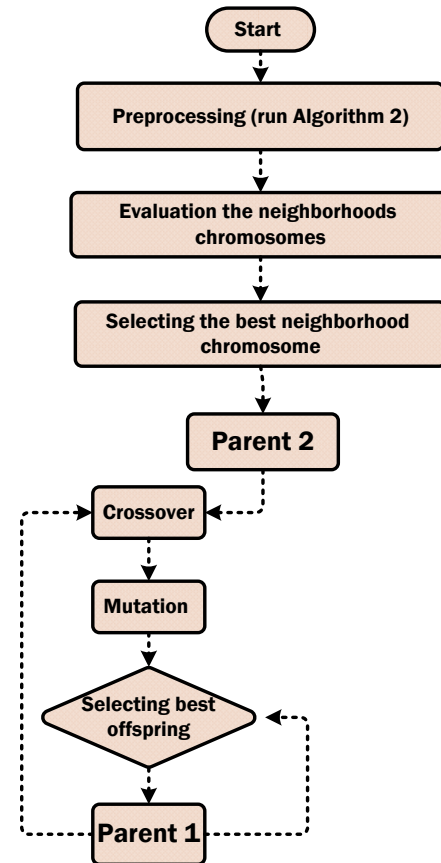 Start
Preprocessing (run Algorithm 2)
Evaluation the neighborhoods
chromosomes
Selecting the best neighborhood
chromosome
Parent 2
Crossover
Mutation
Selecting best
offspring
Parent 1